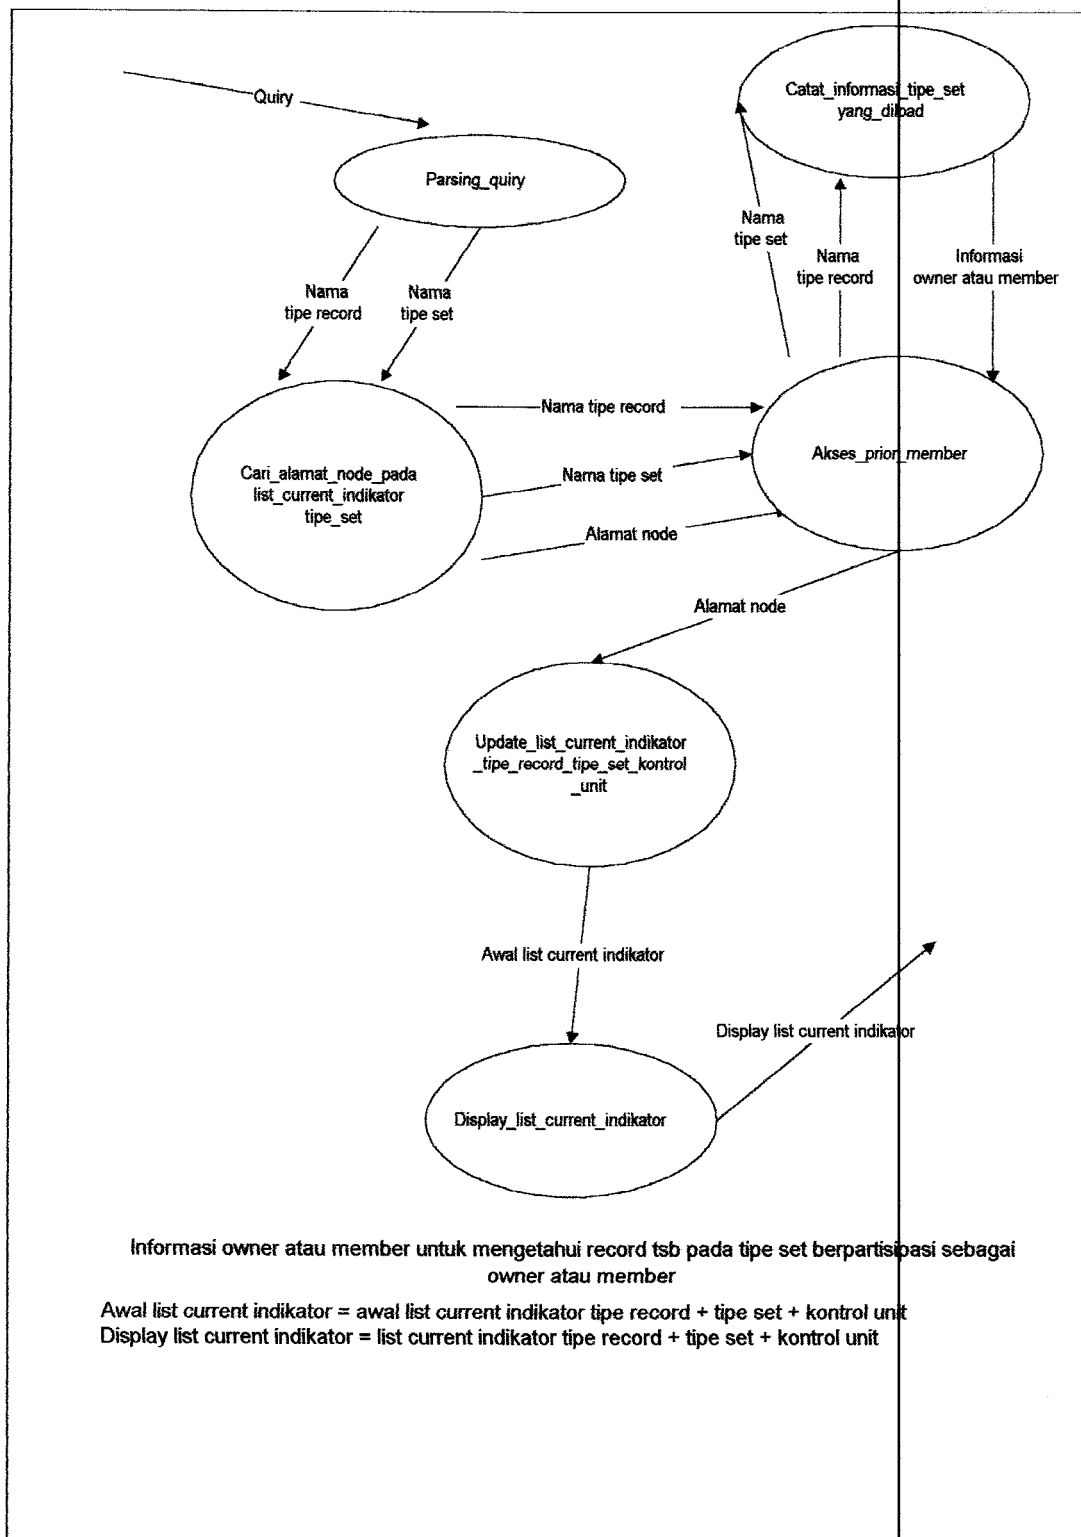 Quiry
Catat_informasi_tipe_set
yang_diload
Parsing_quiry
Nama
tipe set
Nama
tipe record
Informasi
owner atau member
Nama
tipe record
Nama
tipe set
Nama tipe record
Akses_prior_member
Cari_alamat_node_pada
list_current_indikator
tipe_set
Nama tipe set
Alamat node
Alamat node
Update_list_current_indikator
_tipe_record_tipe_set_kontrol
_unit
Awal list current indikator
Display list current indikator
Display_list_current_indikator
Informasi owner atau member untuk mengetahui record tsb pada tipe set berpartisipasi sebagai
owner atau member
Awal list current indikator = awal list current indikator tipe record + tipe set + kontrol unit
Display list current indikator = list current indikator tipe record + tipe set + kontrol unit